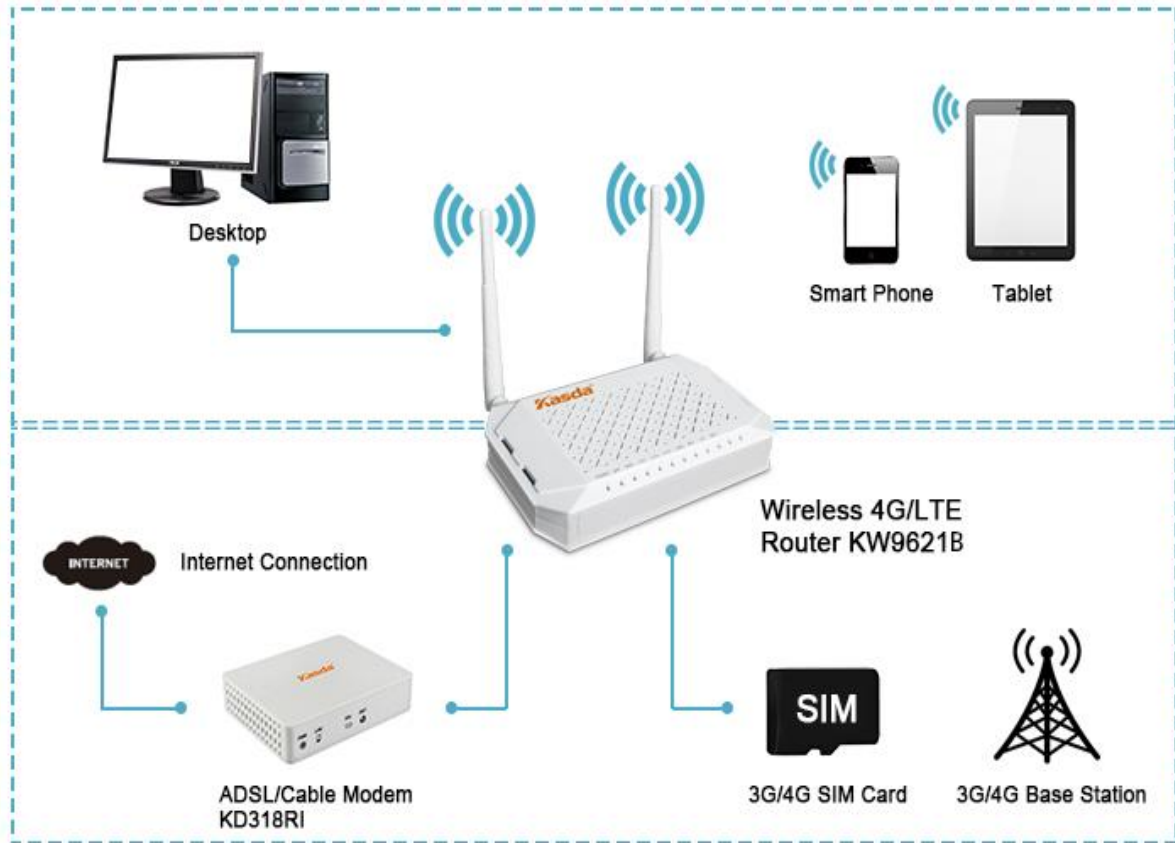 Desktop
Smart Phone
Tablet
Kasda
Wireless 4G/LTE
Router KW9621B
INTERNET
Internet Connection
Kasda
SIM
ADSL/Cable Modem
KD318RI
3G/4G SIM Card
3G/4G Base Station